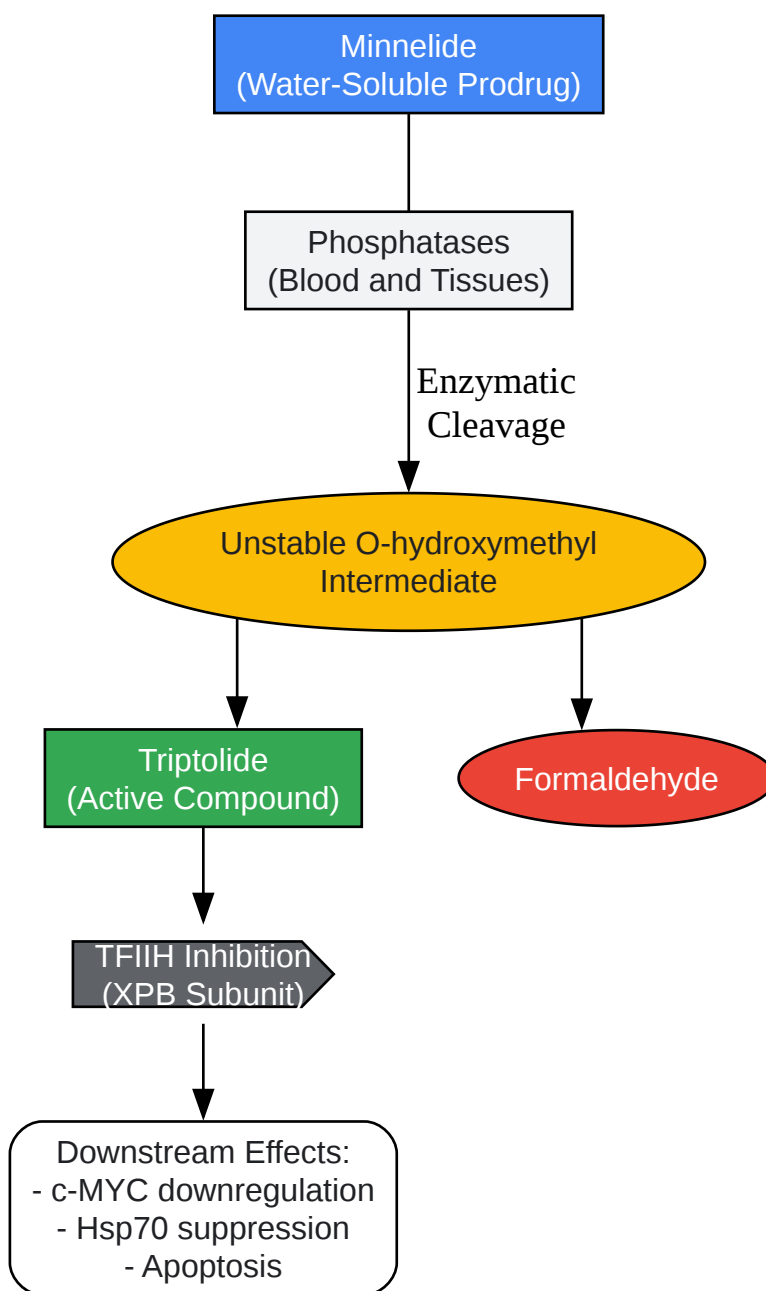 Minnelide
(Water-Soluble Prodrug)
Phosphatases
(Blood and Tissues)
Enzymatic
Cleavage
Unstable O-hydroxymethyl
Intermediate
Triptolide
(Active Compound)
Formaldehyde
TFIIH Inhibition
(XPB Subunit)
Downstream Effects:
- c-MYC downregulation
- Hsp70 suppression
- Apoptosis